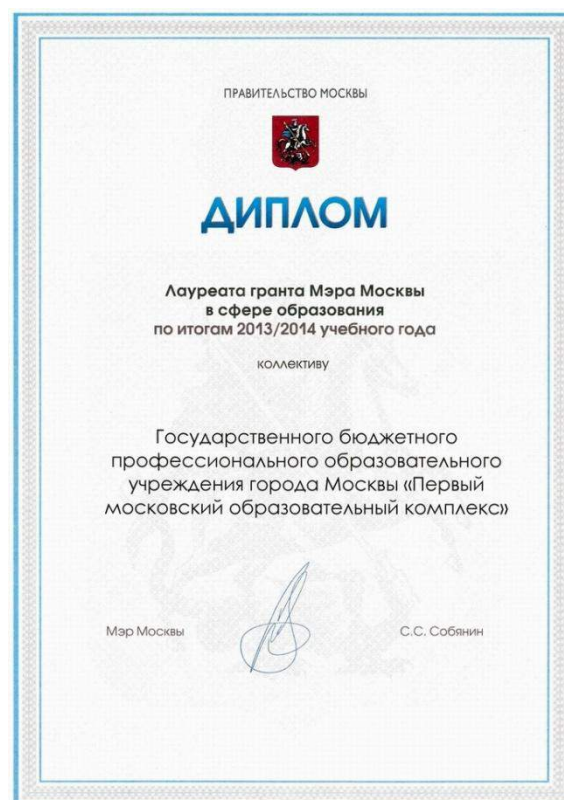 ПРАВИТЕЛЬСТВО МОСКВЫ
ДИПЛОМ
Лауреата гранта Мэра Москвы
в сфере образования
по итогам 2013/2014 учебного года
коллективу
Государственного бюджетного
профессионального образовательного
учреждения города Москвы «Первый
московский образовательный комплекс»
Мэр Москвы С.С. Собянин